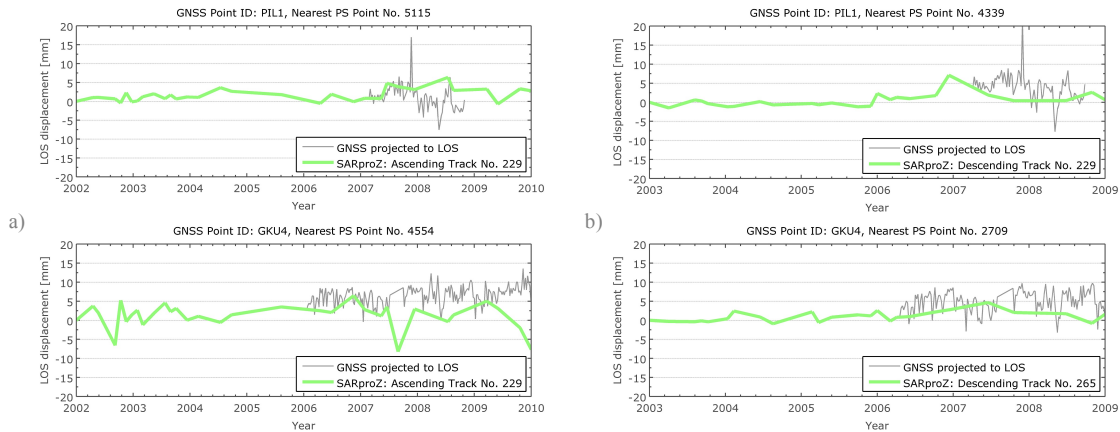 GNSS Point ID: PIL1, Nearest PS Point No. 5115
LOS displacement [mm]
20
15
10
5
0
-5
-10
-15
-20
GNSS projected to LOS
SARproZ: Ascending Track No. 229
2002 2003 2004 2005 2006 2007 2008 2009 2010
Year
GNSS Point ID: PIL1, Nearest PS Point No. 4339
LOS displacement [mm]
20
15
10
5
0
-5
-10
-15
-20
GNSS projected to LOS
SARproZ: Descending Track No. 229
2003 2004 2005 2006 2007 2008 2009
Year
a)
b)
GNSS Point ID: GKU4, Nearest PS Point No. 4554
LOS displacement [mm]
20
15
10
5
0
-5
-10
-15
-20
GNSS projected to LOS
SARproZ: Ascending Track No. 229
2002 2003 2004 2005 2006 2007 2008 2009 2010
Year
GNSS Point ID: GKU4, Nearest PS Point No. 2709
LOS displacement [mm]
20
15
10
5
0
-5
-10
-15
-20
GNSS projected to LOS
SARproZ: Descending Track No. 265
2003 2004 2005 2006 2007 2008 2009
Year